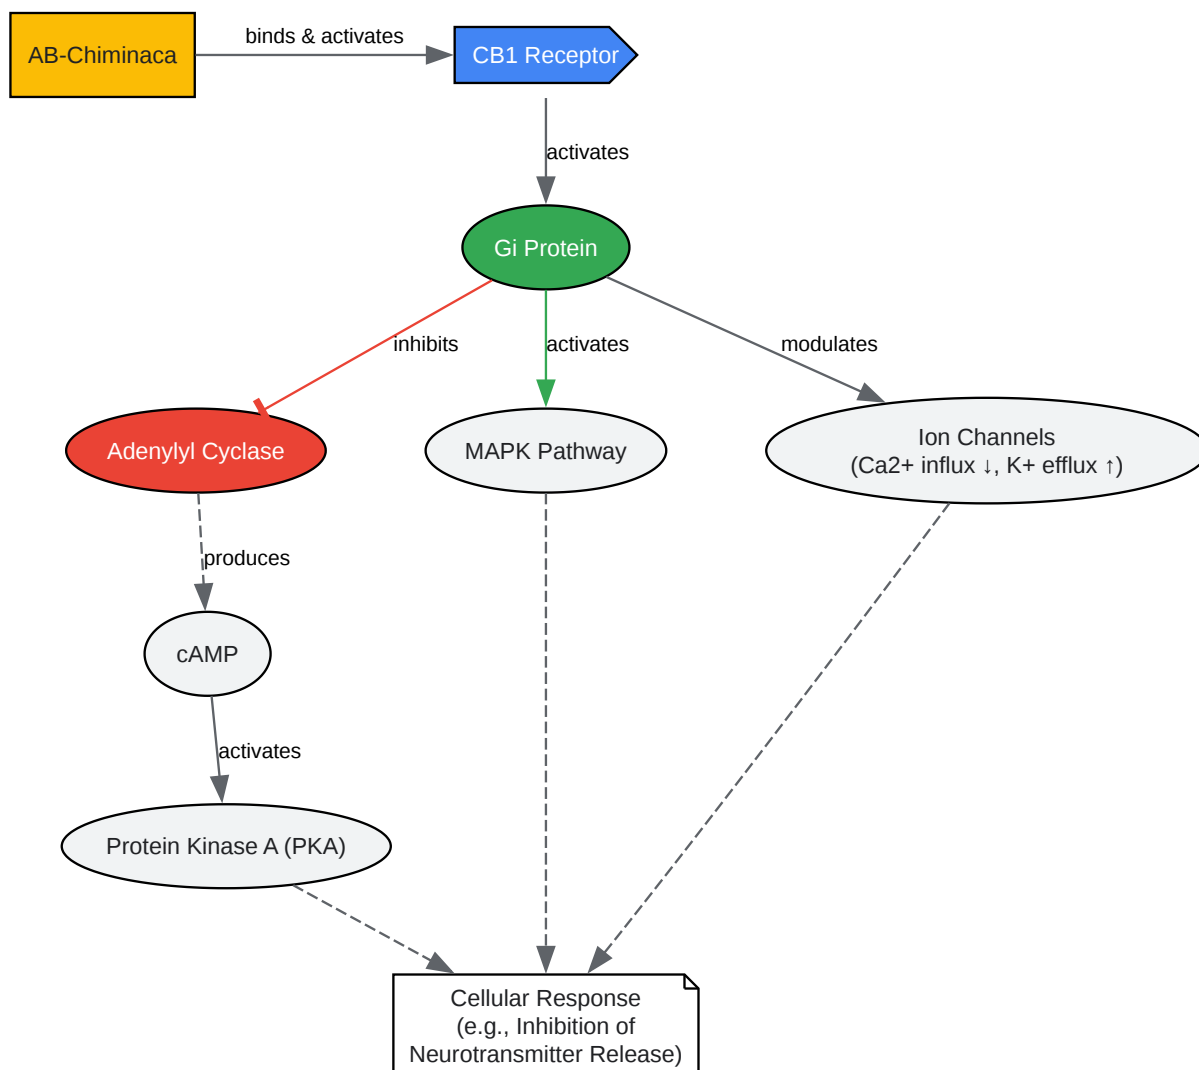 AB-Chiminaca
binds & activates
CB1 Receptor
activates
Gi Protein
inhibits
activates
modulates
Adenylyl Cyclase
MAPK Pathway
Ion Channels
(Ca2+ influx ↓, K+ efflux ↑)
produces
cAMP
activates
Protein Kinase A (PKA)
Cellular Response
(e.g., Inhibition of
Neurotransmitter Release)